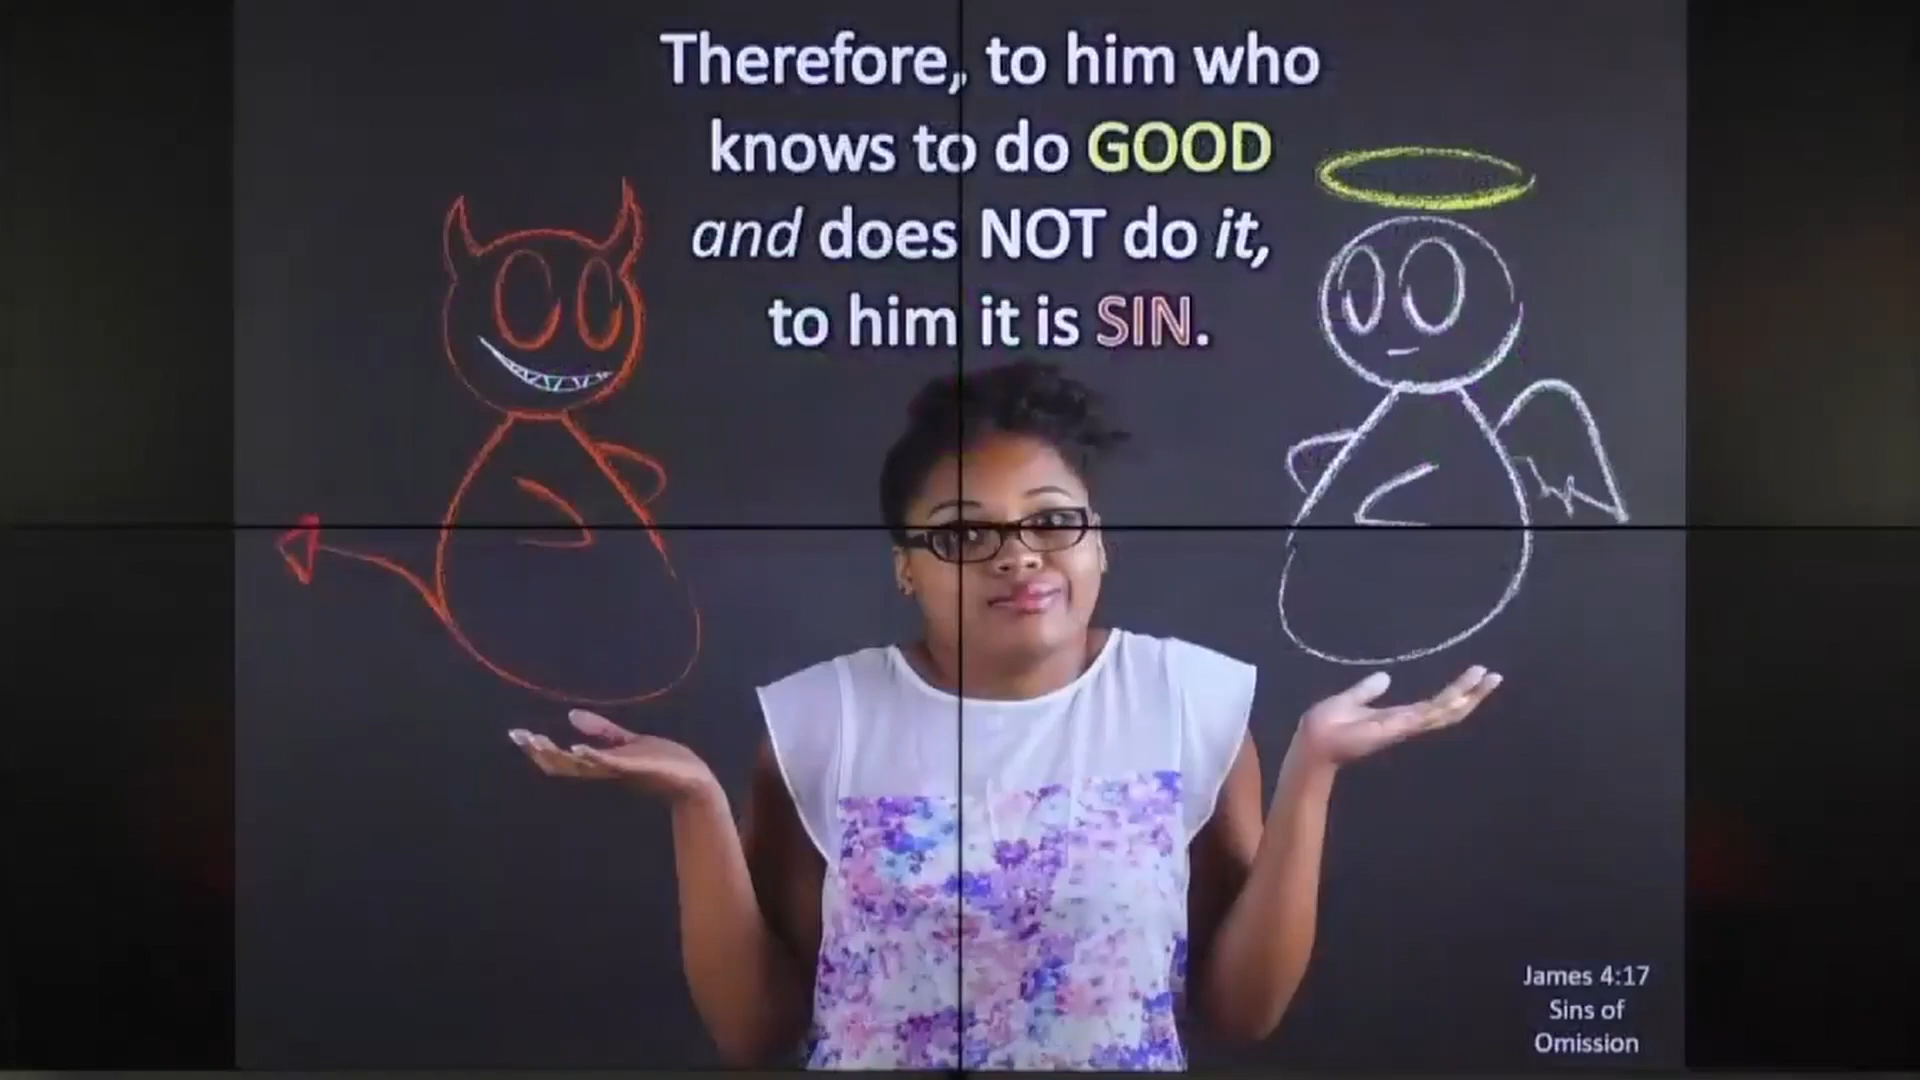 Therefore, to him who
knows to do GOOD
and does NOT do it,
to him it is SIN.
James 4:17
Sins of
Omission